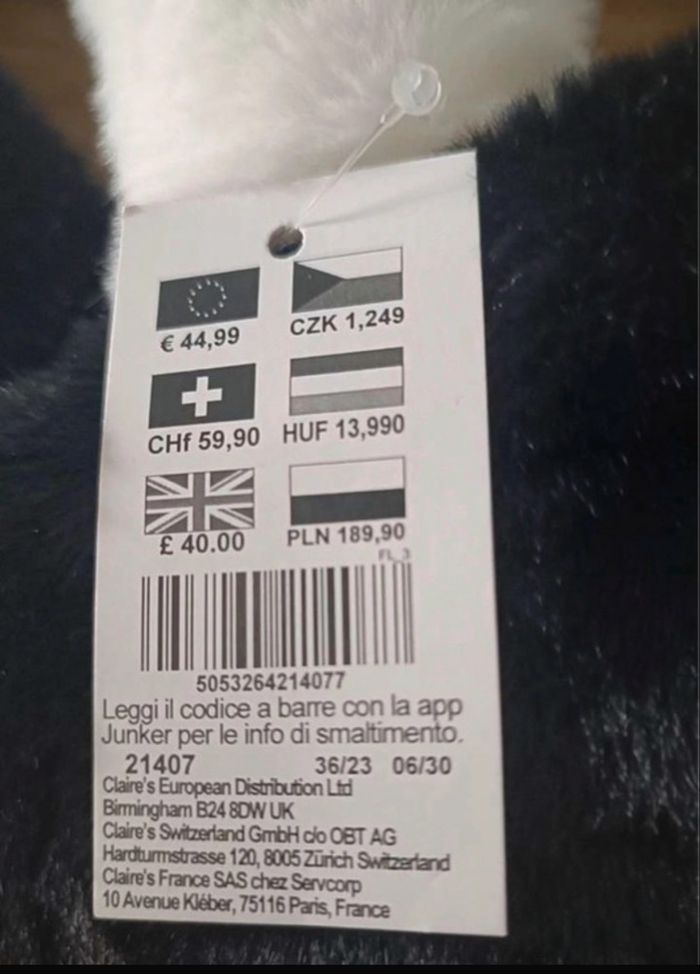 € 44,99 CZK 1,249
CHf 59,90 HUF 13,990
£ 40.00 PLN 189,90
FL_3
5053264214077
Leggi il codice a barre con la app
Junker per le info di smaltimento.
21407 36/23 06/30
Claire's European Distribution Ltd
Birmingham B24 8DW UK
Claire's Switzerland GmbH c/o OBT AG
Hardturmstrasse 120, 8005 Zürich Switzerland
Claire's France SAS chez Servcorp
10 Avenue Kléber, 75116 Paris, France